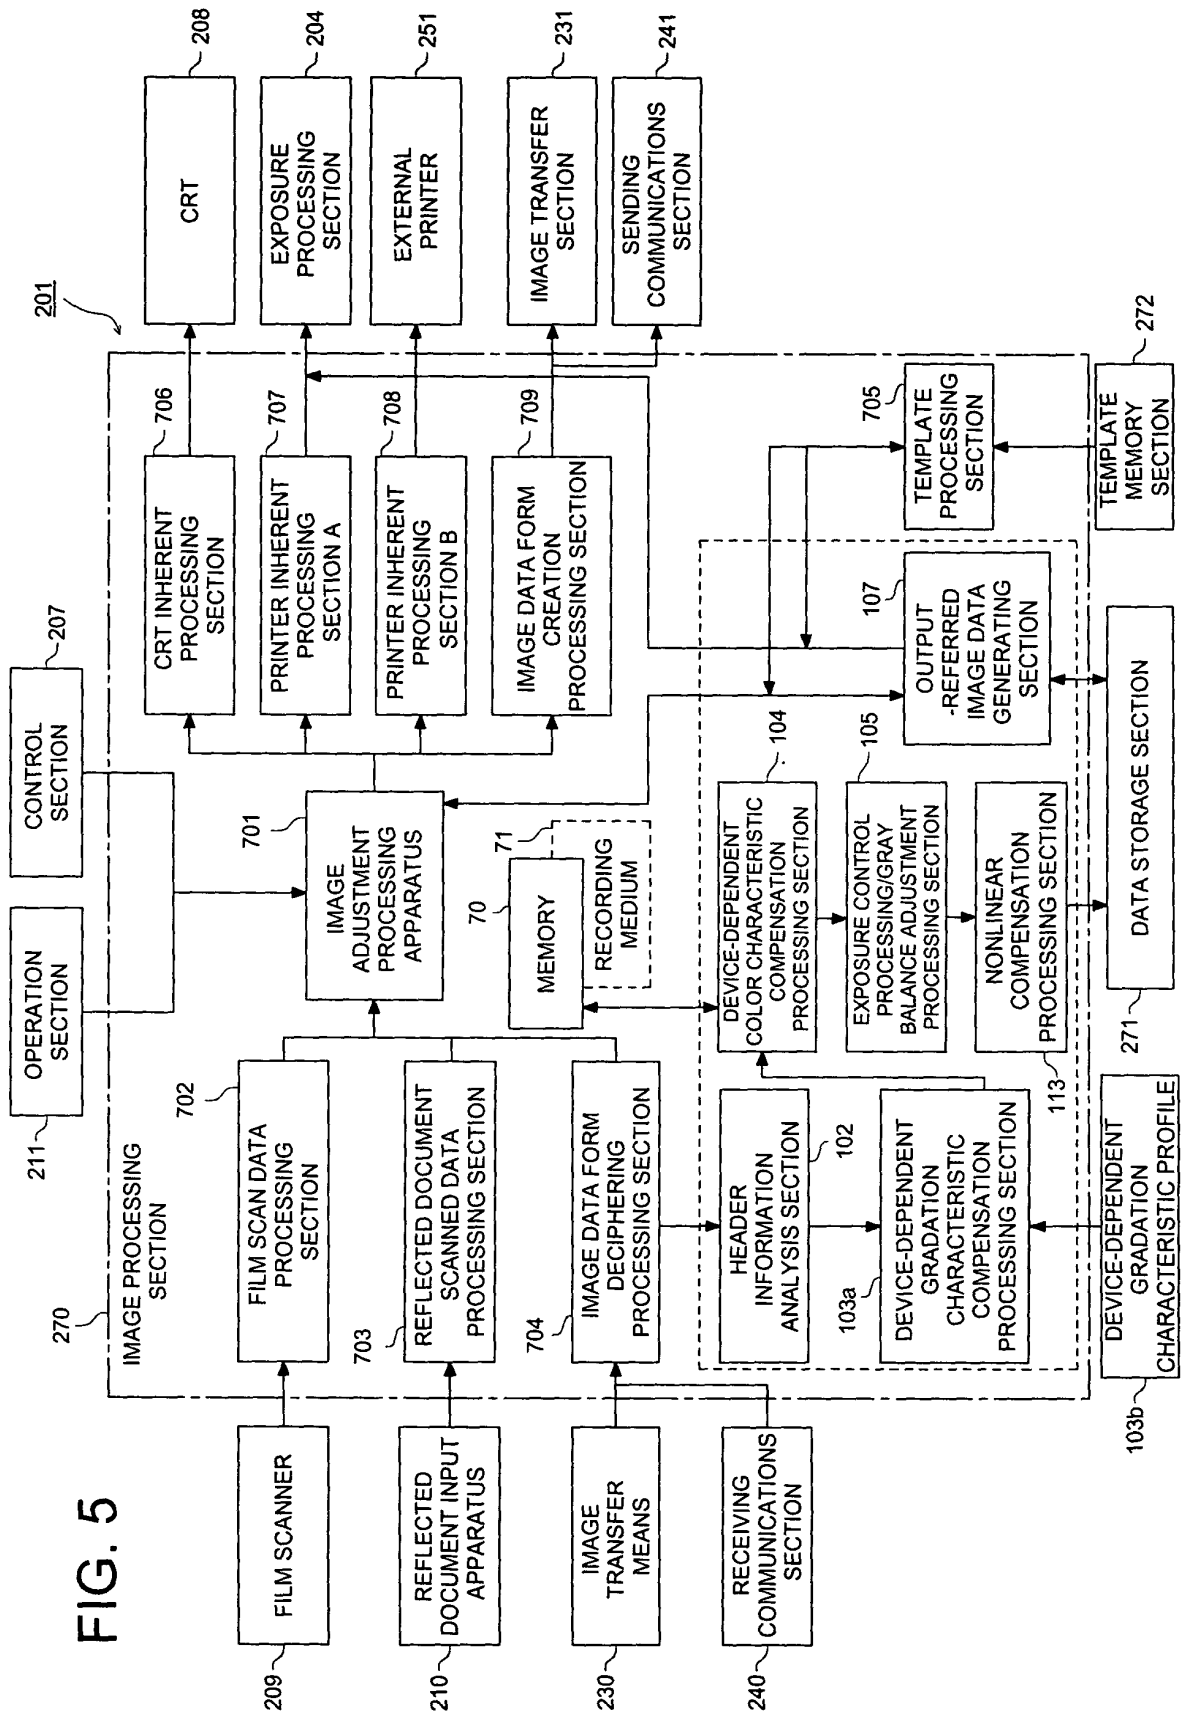 FIG. 5
201
211
OPERATION
SECTION
207
CONTROL
SECTION
270
IMAGE PROCESSING
SECTION
209
FILM SCANNER
702
FILM SCAN DATA
PROCESSING
SECTION
210
REFLECTED
DOCUMENT INPUT
APPARATUS
703
REFLECTED DOCUMENT
SCANNED DATA
PROCESSING SECTION
230
IMAGE
TRANSFER
MEANS
704
IMAGE DATA FORM
DECIPHERING
PROCESSING SECTION
240
RECEIVING
COMMUNICATIONS
SECTION
701
IMAGE
ADJUSTMENT
PROCESSING
APPARATUS
70
MEMORY
71
RECORDING
MEDIUM
706
CRT INHERENT
PROCESSING
SECTION
707
PRINTER INHERENT
PROCESSING
SECTION A
708
PRINTER INHERENT
PROCESSING
SECTION B
709
IMAGE DATA FORM
CREATION
PROCESSING SECTION
208
CRT
204
EXPOSURE
PROCESSING
SECTION
251
EXTERNAL
PRINTER
231
IMAGE TRANSFER
SECTION
241
SENDING
COMMUNICATIONS
SECTION
HEADER
INFORMATION
ANALYSIS SECTION
102
103a
DEVICE-DEPENDENT
GRADATION
CHARACTERISTIC
COMPENSATION
PROCESSING SECTION
104
DEVICE-DEPENDENT
COLOR CHARACTERISTIC
COMPENSATION
PROCESSING SECTION
105
EXPOSURE CONTROL
PROCESSING/GRAY
BALANCE ADJUSTMENT
PROCESSING SECTION
113
NONLINEAR
COMPENSATION
PROCESSING SECTION
107
OUTPUT
-REFERRED
IMAGE DATA
GENERATING
SECTION
705
TEMPLATE
PROCESSING
SECTION
103b
DEVICE-DEPENDENT
GRADATION
CHARACTERISTIC PROFILE
271
DATA STORAGE SECTION
272
TEMPLATE
MEMORY
SECTION